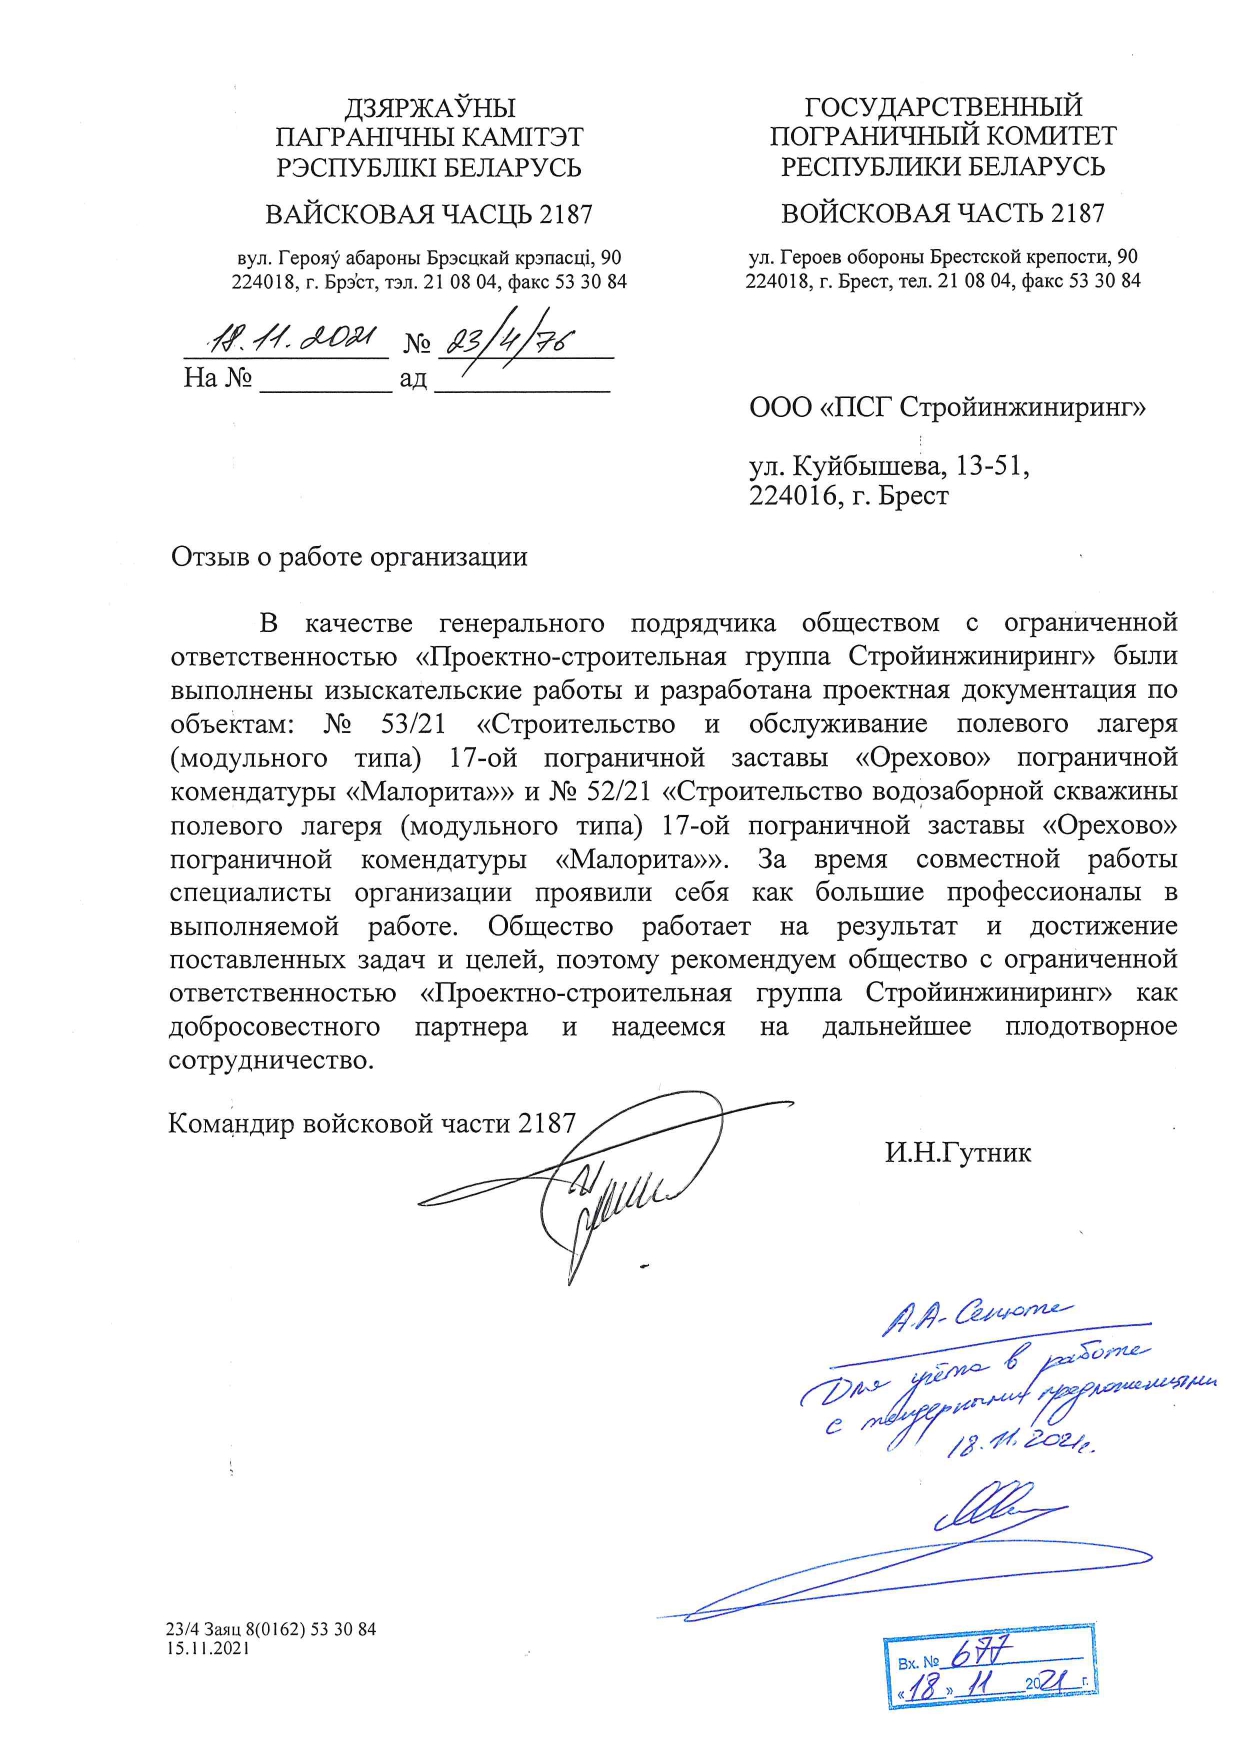 ДЗЯРЖАЎНЫ
ПАГРАНІЧНЫ КАМІТЭТ
РЭСПУБЛІКІ БЕЛАРУСЬ
ВАЙСКОВАЯ ЧАСЦЬ 2187
вул. Герояў абароны Брэсцкай крэпасці, 90
224018, г. Брэст, тэл. 21 08 04, факс 53 30 84
18.11.2021 № 23/4/76
На № __________ ад _____________
ГОСУДАРСТВЕННЫЙ
ПОГРАНИЧНЫЙ КОМИТЕТ
РЕСПУБЛИКИ БЕЛАРУСЬ
ВОЙСКОВАЯ ЧАСТЬ 2187
ул. Героев обороны Брестской крепости, 90
224018, г. Брест, тел. 21 08 04, факс 53 30 84
ООО «ПСГ Стройинжиниринг»
ул. Куйбышева, 13-51,
224016, г. Брест
Отзыв о работе организации
В качестве генерального подрядчика обществом с ограниченной
ответственностью «Проектно-строительная группа Стройинжиниринг» были
выполнены изыскательские работы и разработана проектная документация по
объектам: № 53/21 «Строительство и обслуживание полевого лагеря
(модульного типа) 17-ой пограничной заставы «Орехово» пограничной
комендатуры «Малорита»» и № 52/21 «Строительство водозаборной скважины
полевого лагеря (модульного типа) 17-ой пограничной заставы «Орехово»
пограничной комендатуры «Малорита»». За время совместной работы
специалисты организации проявили себя как большие профессионалы в
выполняемой работе. Общество работает на результат и достижение
поставленных задач и целей, поэтому рекомендуем общество с ограниченной
ответственностью «Проектно-строительная группа Стройинжиниринг» как
добросовестного партнера и надеемся на дальнейшее плодотворное
сотрудничество.
Командир войсковой части 2187
И.Н.Гутник
А.А.
Для учёта в работе
с тендерными предложениями
18.11.2021г.
23/4 Заяц 8(0162) 53 30 84
15.11.2021
Вх. № 677
«18» 11 2021 г.